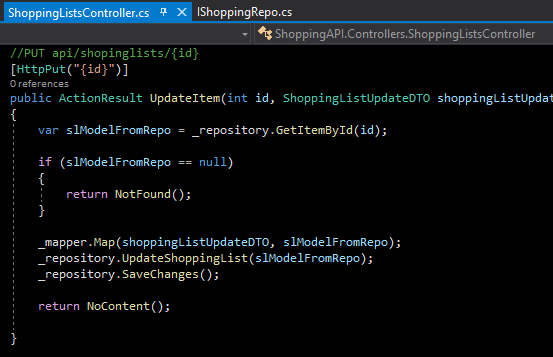 ShoppingListsController.cs
IShoppingRepo.cs
ShoppingAPI.Controllers.ShoppingListsController
//PUT api/shopinglists/{id}
[HttpPut("{id}")]
0 references
public ActionResult UpdateItem(int id, ShoppingListUpdateDTO shoppingListUpdat
{
var slModelFromRepo = _repository.GetItemById(id);
if (slModelFromRepo == null)
{
return NotFound();
}
_mapper.Map(shoppingListUpdateDTO, slModelFromRepo);
_repository.UpdateShoppingList(slModelFromRepo);
_repository.SaveChanges();
return NoContent();
}